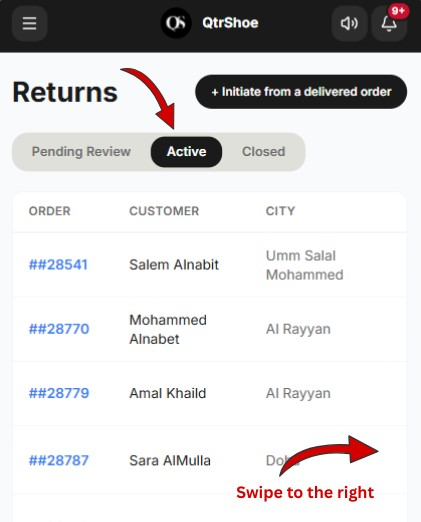 QS QtrShoe 9+
Returns + Initiate from a delivered order
Pending Review Active Closed
ORDER CUSTOMER CITY
##28541 Salem Alnabit Umm Salal
Mohammed
##28770 Mohammed
Alnabet Al Rayyan
##28779 Amal Khaild Al Rayyan
##28787 Sara AlMulla
Swipe to the right